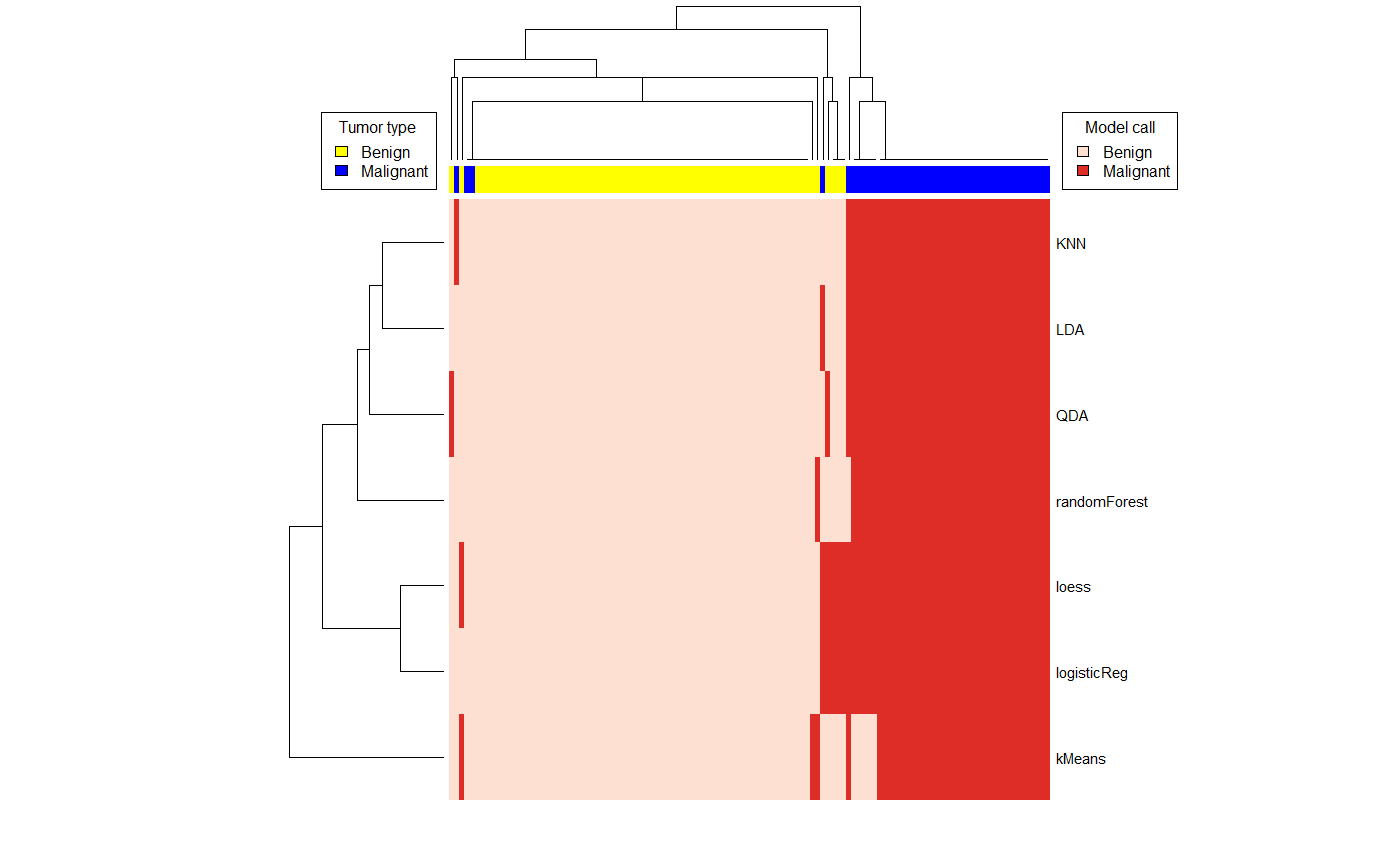 Tumor type
Benign
Malignant
Model call
Benign
Malignant
KNN
LDA
QDA
randomForest
loess
logisticReg
kMeans